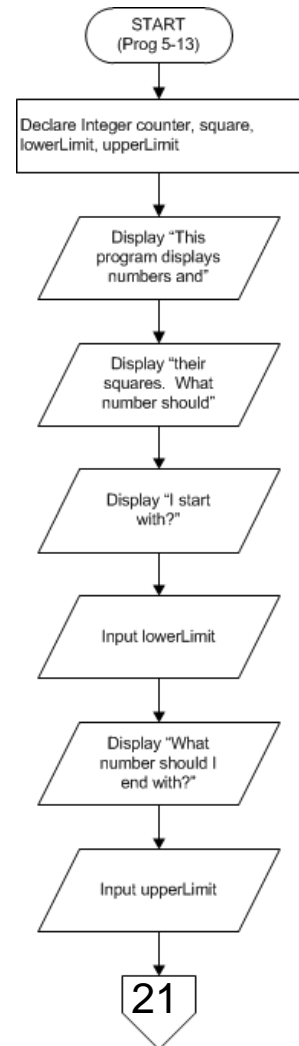 START
(Prog 5-13)
Declare Integer counter, square,
lowerLimit, upperLimit
Display “This
program displays
numbers and”
Display “their
squares.  What
number should”
Display “I start
with?”
Input lowerLimit
Display “What
number should I
end with?”
Input upperLimit
21